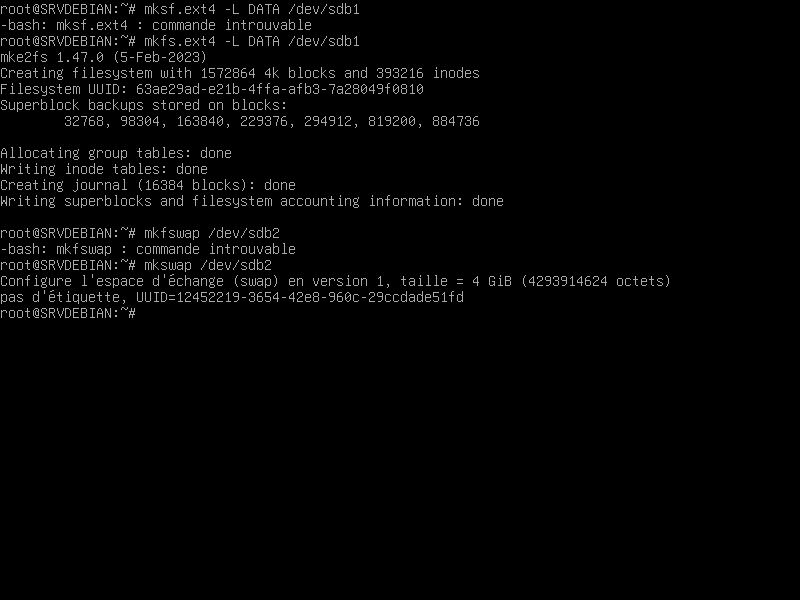 root@SRVDEBIAN:~# mksf.ext4 -L DATA /dev/sdb1
-bash: mksf.ext4 : commande introuvable
root@SRVDEBIAN:~# mkfs.ext4 -L DATA /dev/sdb1
mke2fs 1.47.0 (5-Feb-2023)
Creating filesystem with 1572864 4k blocks and 393216 inodes
Filesystem UUID: 63ae29ad-e21b-4ffa-afb3-7a28049f0810
Superblock backups stored on blocks:
        32768, 98304, 163840, 229376, 294912, 819200, 884736

Allocating group tables: done
Writing inode tables: done
Creating journal (16384 blocks): done
Writing superblocks and filesystem accounting information: done

root@SRVDEBIAN:~# mkfswap /dev/sdb2
-bash: mkfswap : commande introuvable
root@SRVDEBIAN:~# mkswap /dev/sdb2
Configure l'espace d'échange (swap) en version 1, taille = 4 GiB (4293914624 octets)
pas d'étiquette, UUID=12452219-3654-42e8-960c-29ccdade51fd
root@SRVDEBIAN:~#